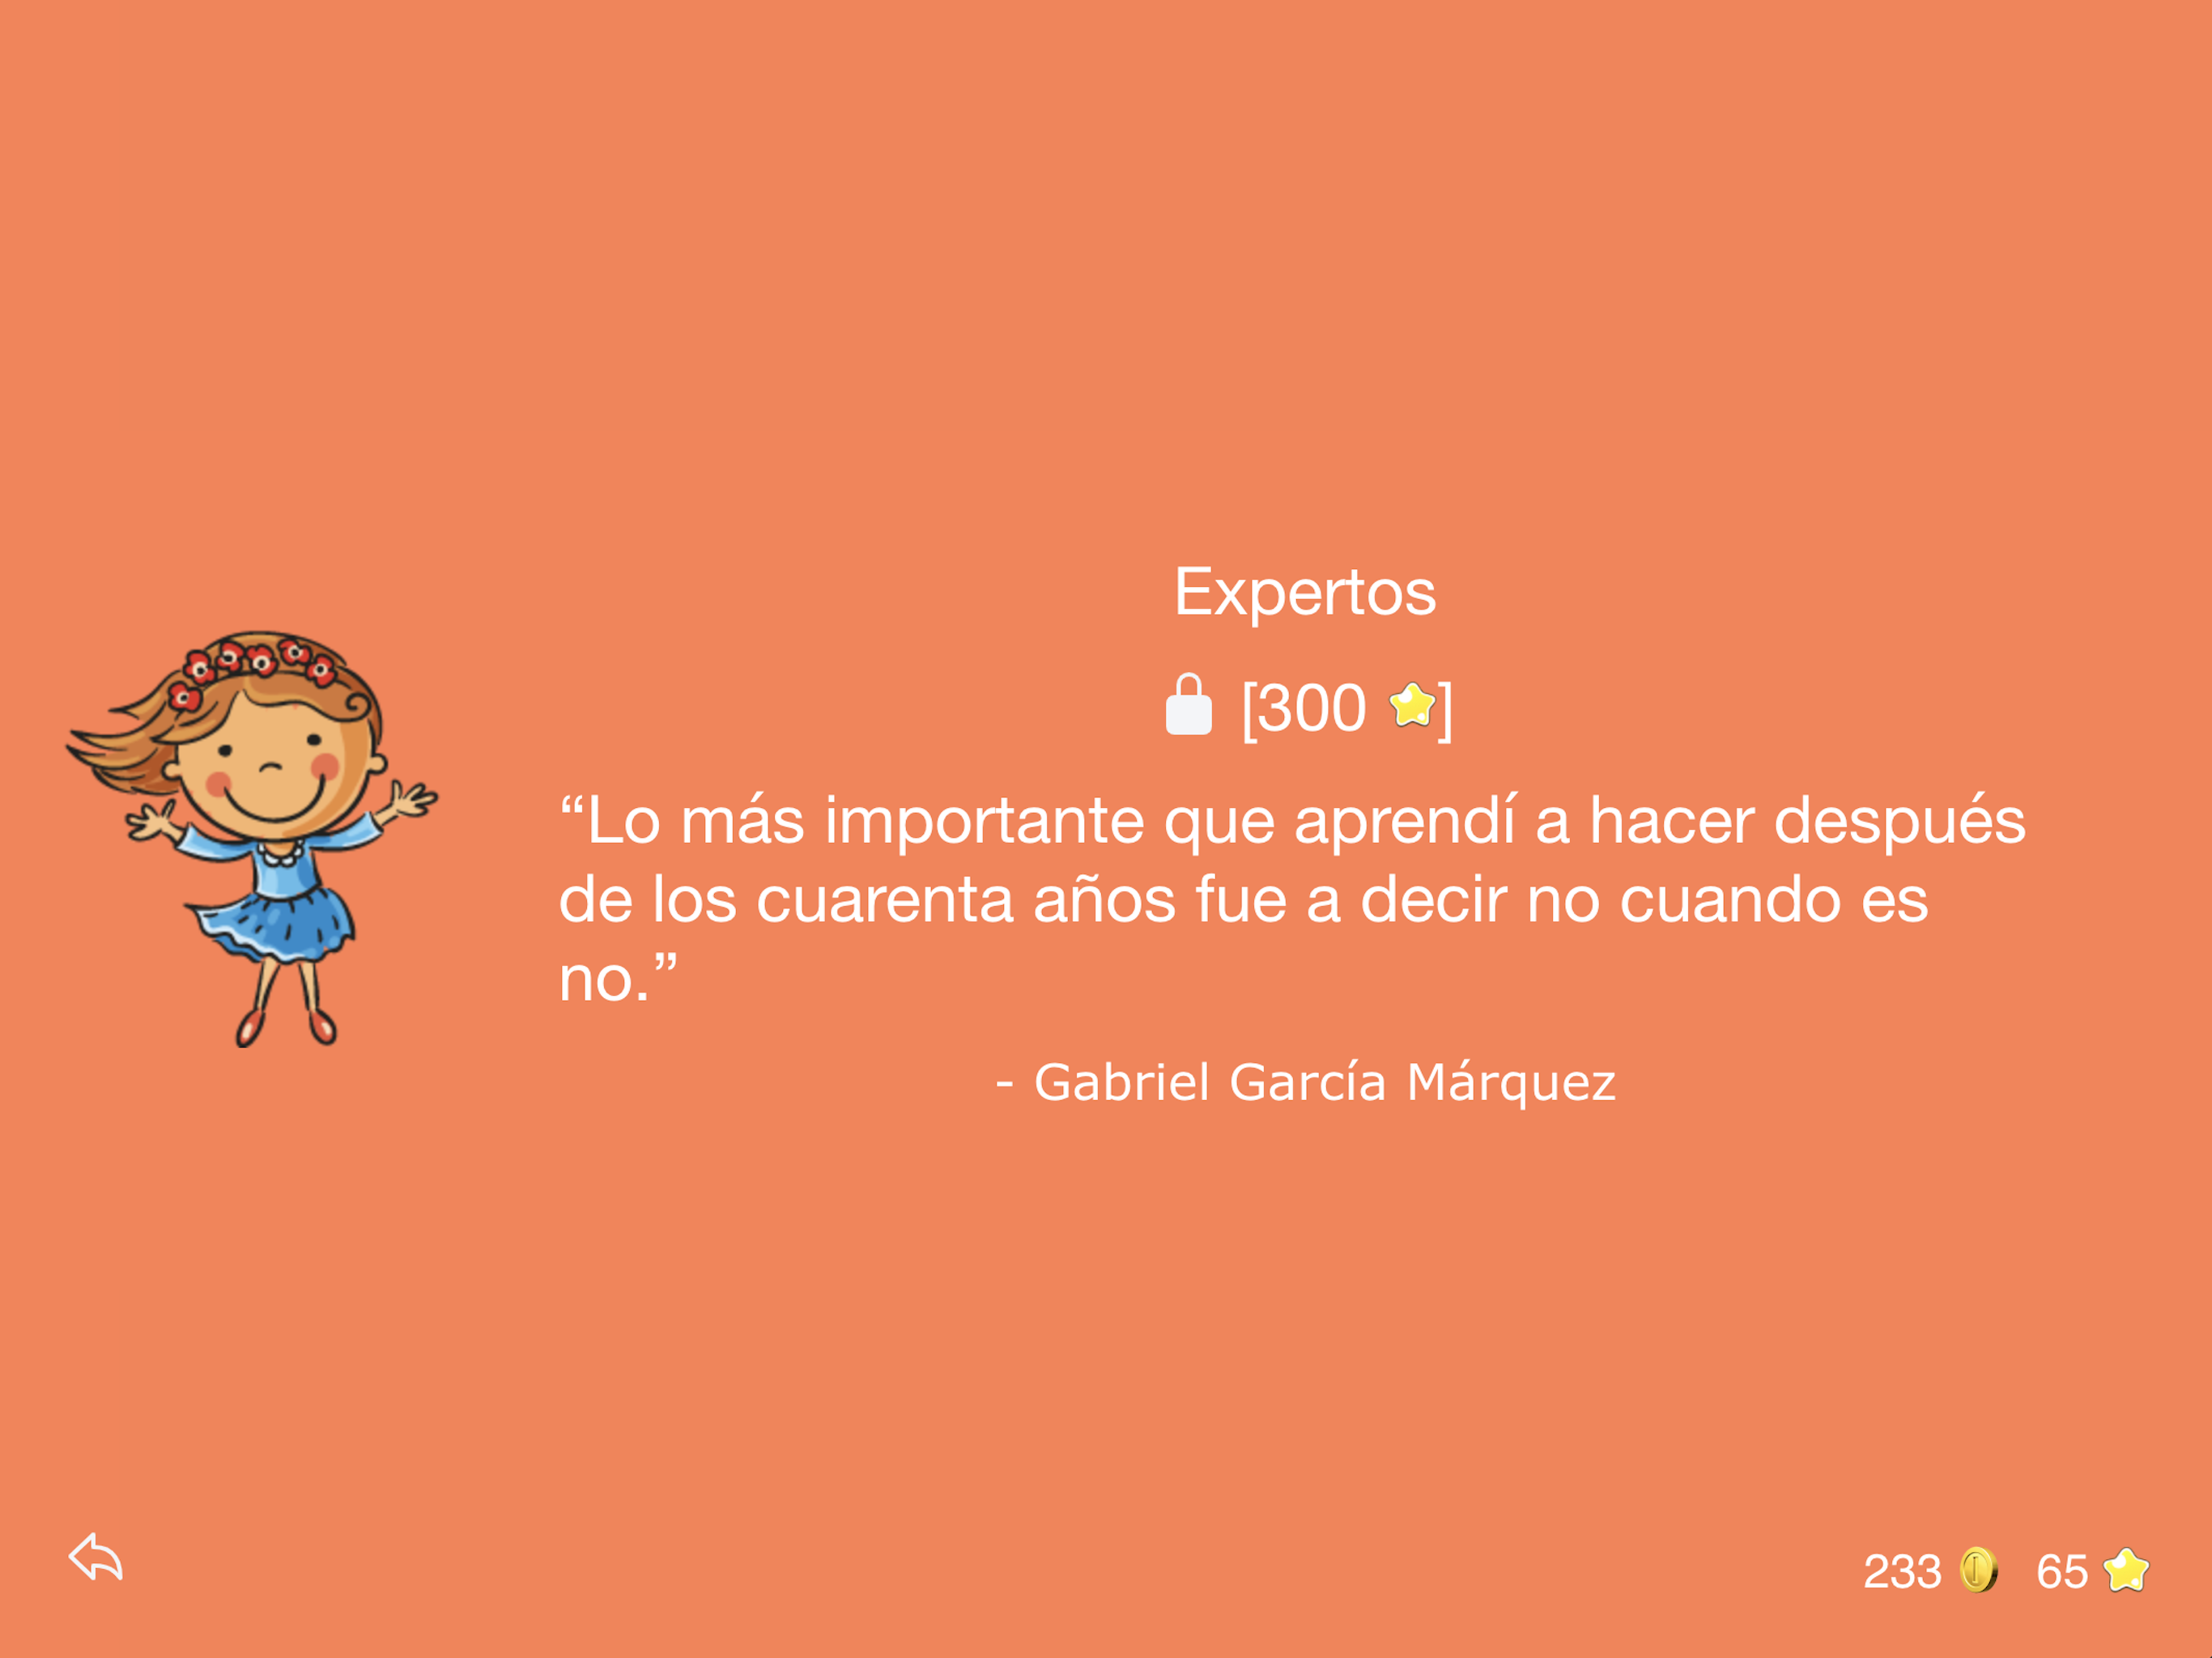 Expertos
[300 ]
“Lo más importante que aprendí a hacer después
de los cuarenta años fue a decir no cuando es
no.”
- Gabriel García Márquez
233 65